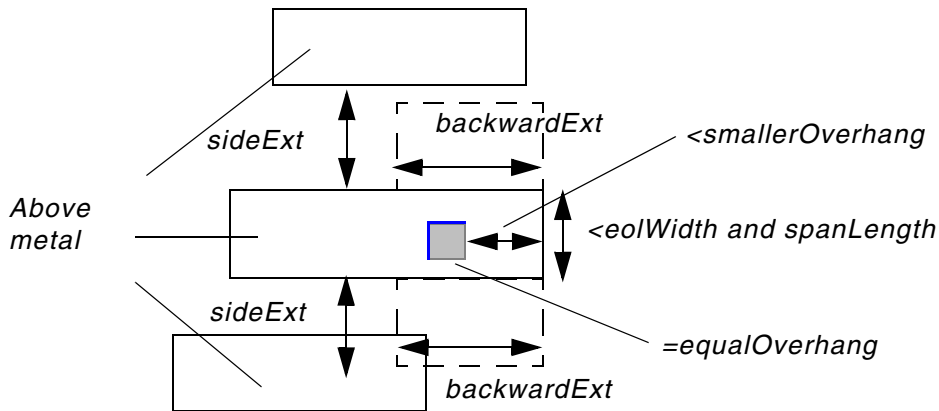 sideExt
backwardExt
<smallerOverhang
Above
metal
<eolWidth and spanLength
sideExt
=equalOverhang
backwardExt